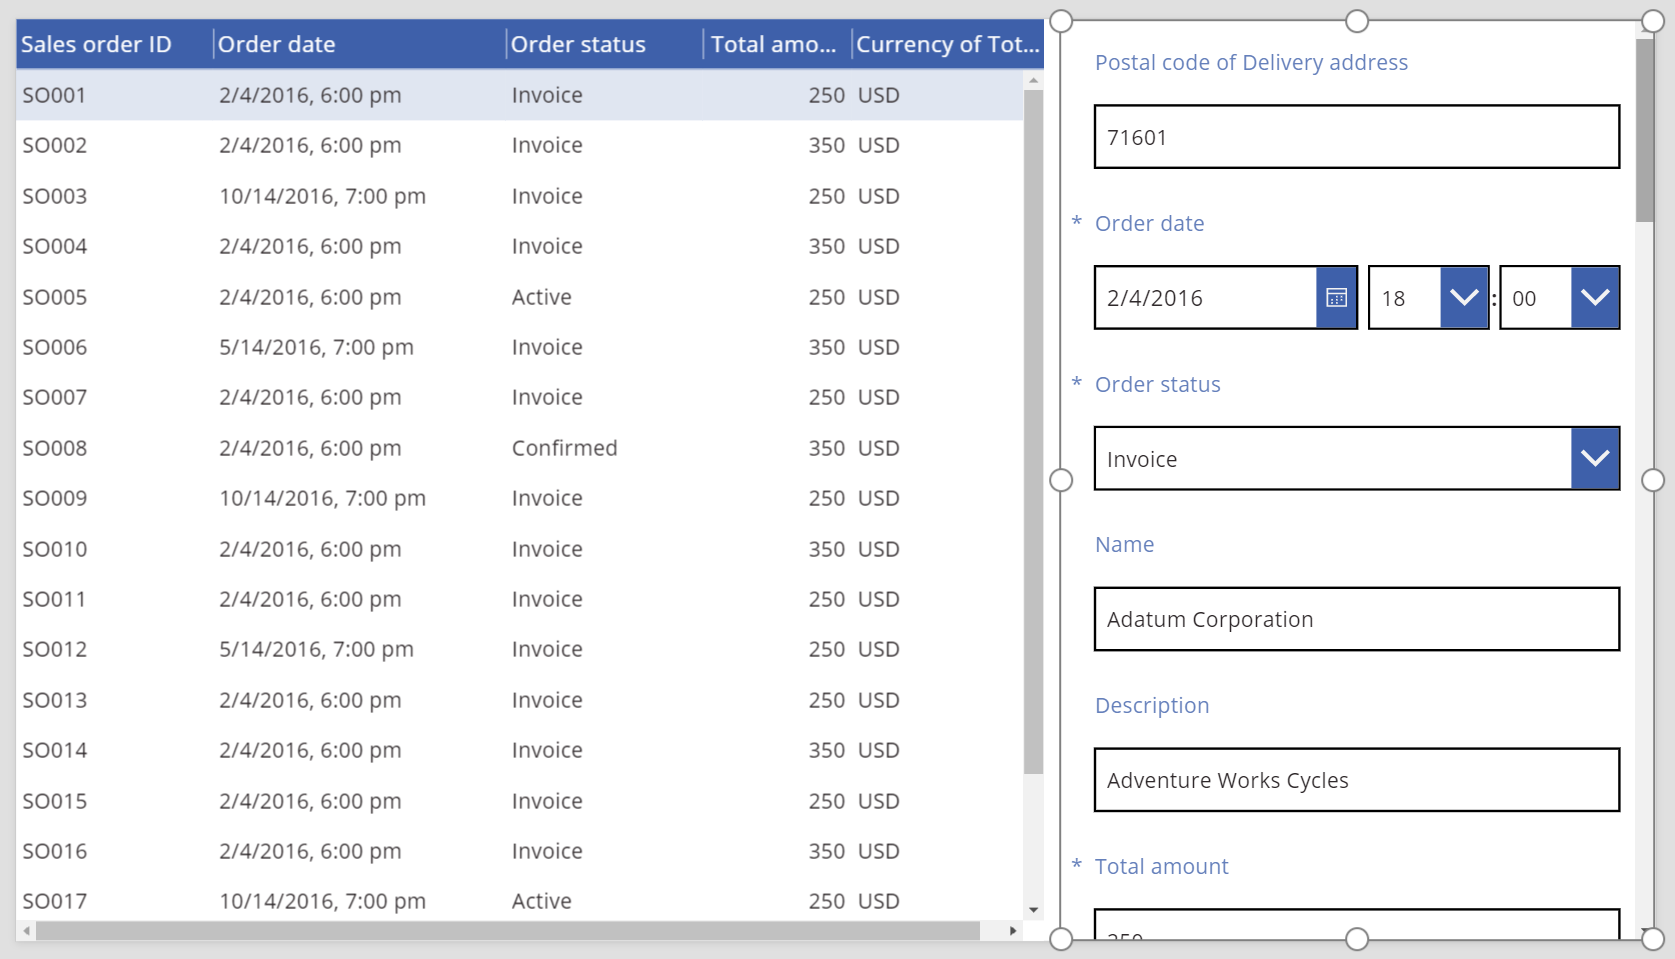 Sales order ID Order date Order status Total amo... Currency of Tot...
SO001 2/4/2016, 6:00 pm Invoice 250 USD
SO002 2/4/2016, 6:00 pm Invoice 350 USD
SO003 10/14/2016, 7:00 pm Invoice 250 USD
SO004 2/4/2016, 6:00 pm Invoice 350 USD
SO005 2/4/2016, 6:00 pm Active 250 USD
SO006 5/14/2016, 7:00 pm Invoice 350 USD
SO007 2/4/2016, 6:00 pm Invoice 250 USD
SO008 2/4/2016, 6:00 pm Confirmed 350 USD
SO009 10/14/2016, 7:00 pm Invoice 250 USD
SO010 2/4/2016, 6:00 pm Invoice 350 USD
SO011 2/4/2016, 6:00 pm Invoice 250 USD
SO012 5/14/2016, 7:00 pm Invoice 250 USD
SO013 2/4/2016, 6:00 pm Invoice 250 USD
SO014 2/4/2016, 6:00 pm Invoice 350 USD
SO015 2/4/2016, 6:00 pm Invoice 250 USD
SO016 2/4/2016, 6:00 pm Invoice 350 USD
SO017 10/14/2016, 7:00 pm Active 250 USD
Postal code of Delivery address
71601
* Order date
2/4/2016 18 : 00
* Order status
Invoice
Name
Adatum Corporation
Description
Adventure Works Cycles
* Total amount